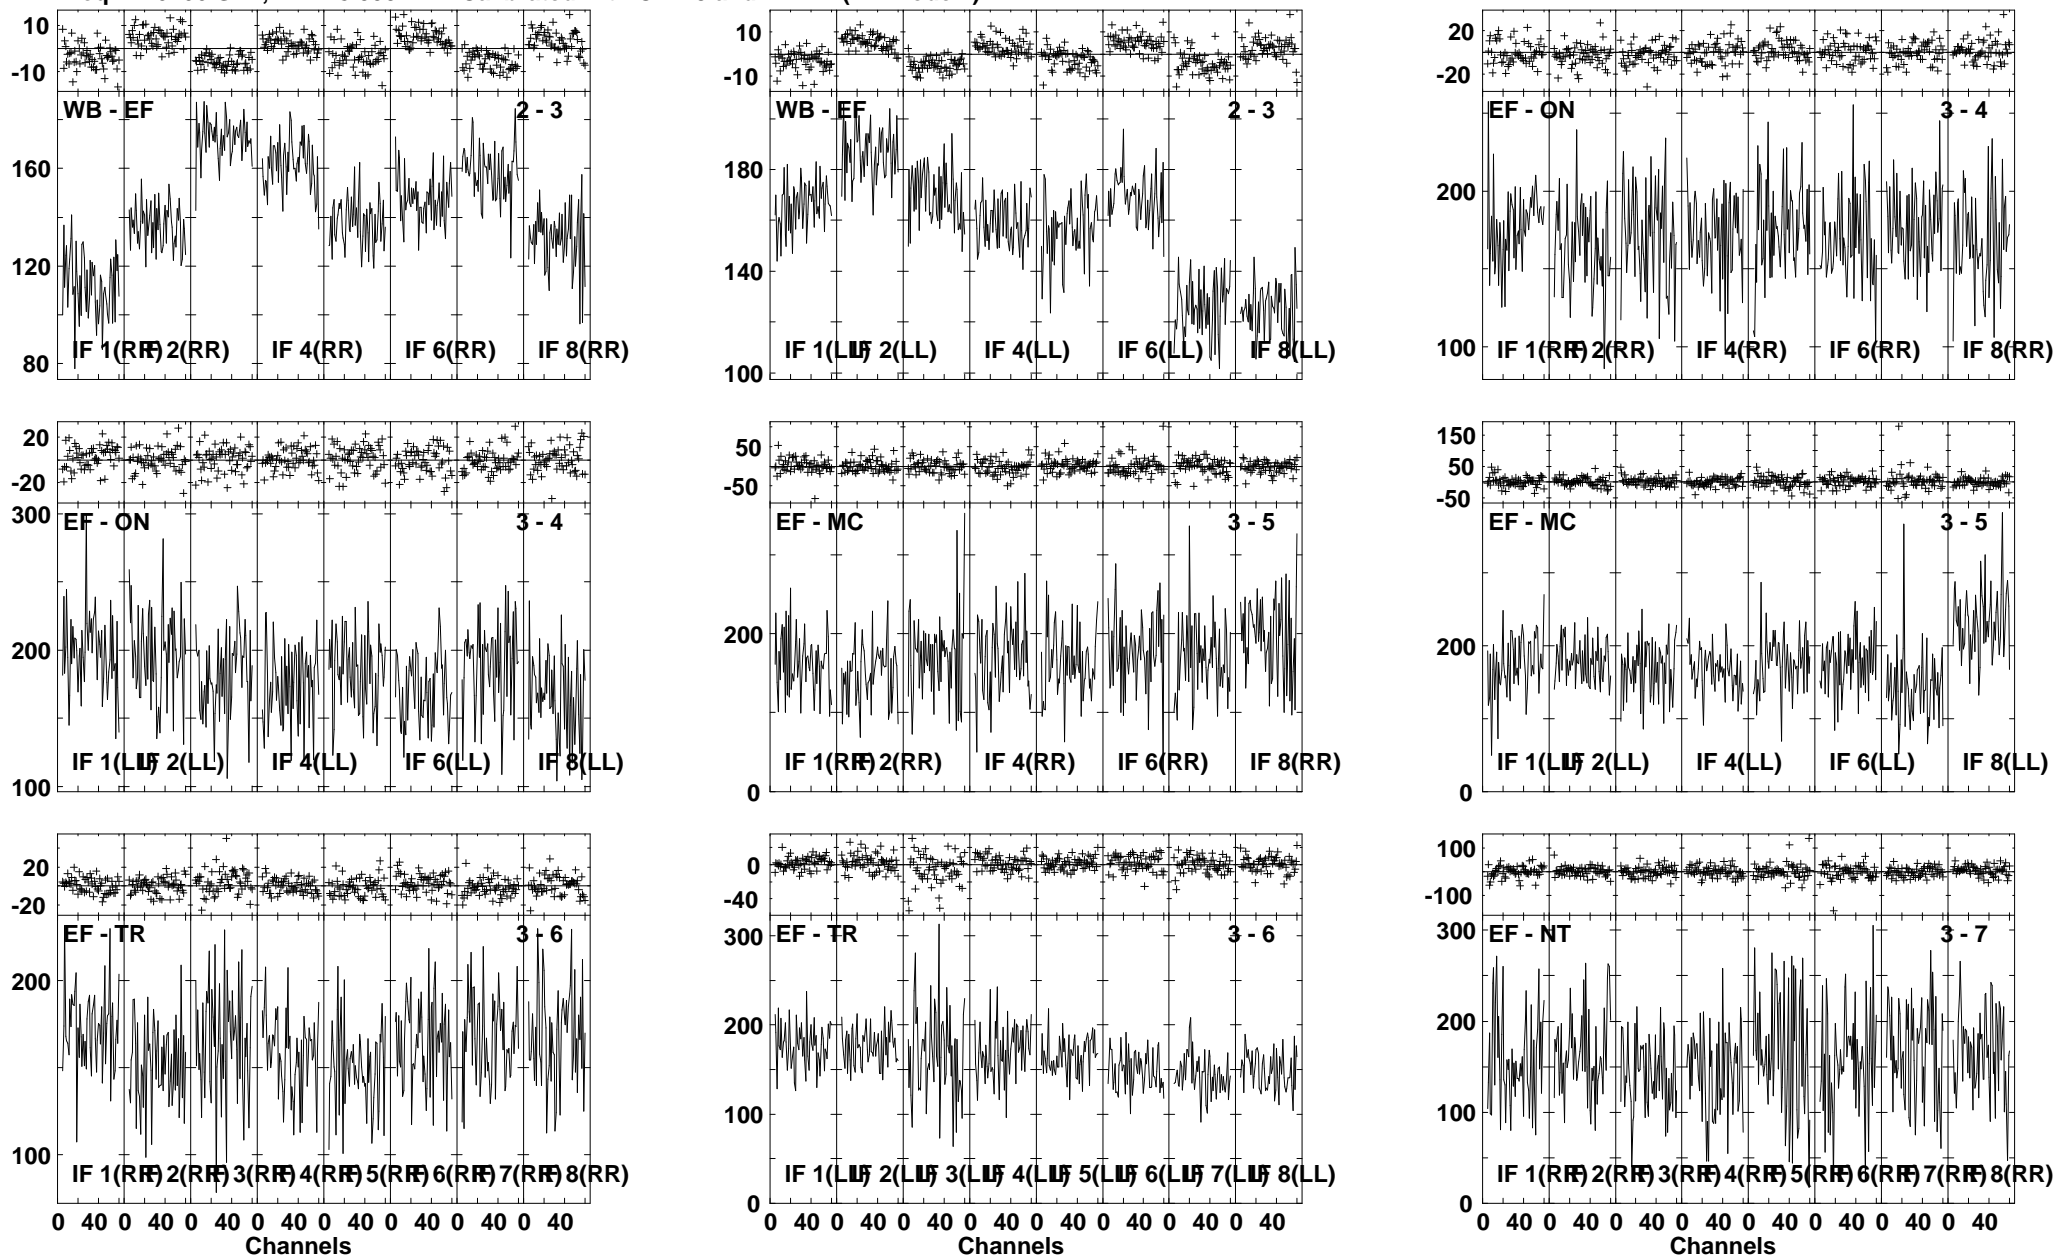 10
-10
WB - EF 2 - 3
160
120
80
IF 1(RR) IF 2(RR) IF 4(RR) IF 6(RR) IF 8(RR)
10
-10
WB - EF 2 - 3
180
140
100
IF 1(LL) IF 2(LL) IF 4(LL) IF 6(LL) IF 8(LL)
20
-20
EF - ON 3 - 4
200
100
IF 1(RR) IF 2(RR) IF 4(RR) IF 6(RR) IF 8(RR)
20
-20
300
EF - ON 3 - 4
200
100
IF 1(LL) IF 2(LL) IF 4(LL) IF 6(LL) IF 8(LL)
50
-50
EF - MC 3 - 5
200
0
IF 1(RR) IF 2(RR) IF 4(RR) IF 6(RR) IF 8(RR)
150
50
-50
EF - MC 3 - 5
200
0
IF 1(LL) IF 2(LL) IF 4(LL) IF 6(LL) IF 8(LL)
20
-20
EF - TR 3 - 6
200
100
IF 1(RR) IF 2(RR) IF 3(RR) IF 4(RR) IF 5(RR) IF 6(RR) IF 7(RR) IF 8(RR)
0 40 0 40 0 40 0 40 0 40 0 40 0 40 0 40
Channels
0
-40
EF - TR 3 - 6
300
200
100
0
IF 1(LL) IF 2(LL) IF 3(LL) IF 4(LL) IF 5(LL) IF 6(LL) IF 7(LL) IF 8(LL)
0 40 0 40 0 40 0 40 0 40 0 40 0 40 0 40
Channels
100
-100
EF - NT 3 - 7
300
200
100
0
IF 1(RR) IF 2(RR) IF 3(RR) IF 4(RR) IF 5(RR) IF 6(RR) IF 7(RR) IF 8(RR)
0 40 0 40 0 40 0 40 0 40 0 40 0 40 0 40
Channels